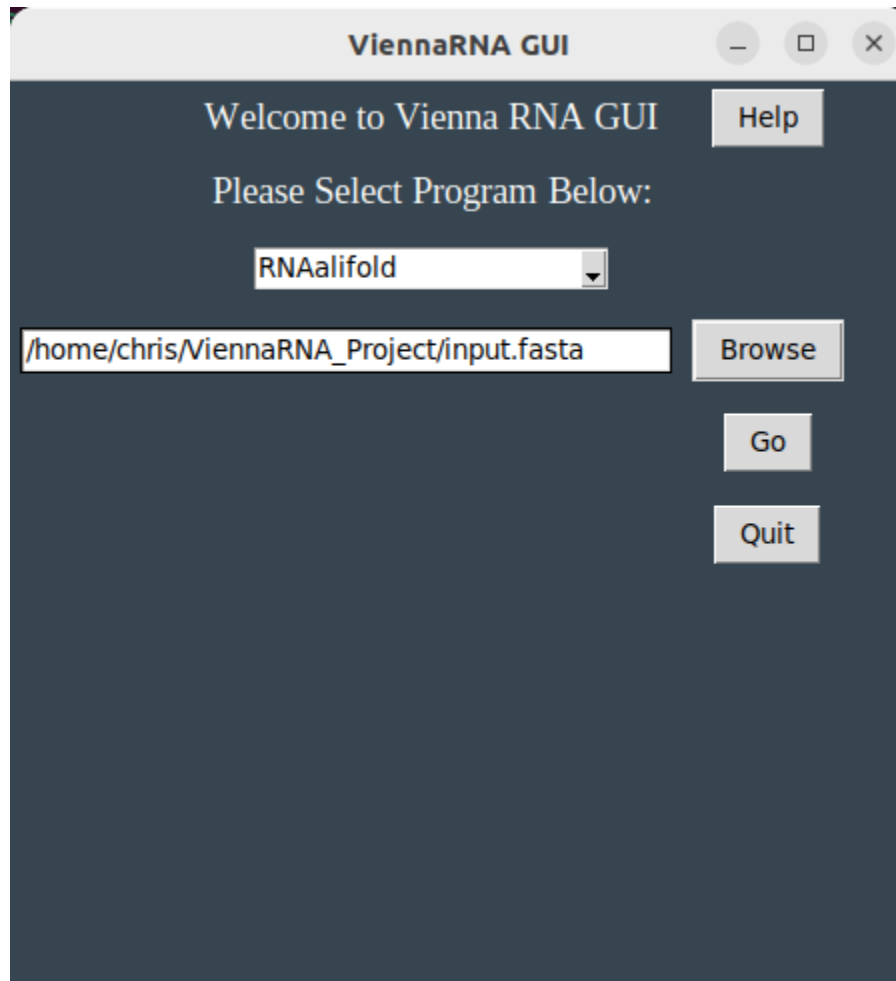 ViennaRNA GUI
Welcome to Vienna RNA GUI
Help
Please Select Program Below:
RNAalifold
/home/chris/ViennaRNA_Project/input.fasta
Browse
Go
Quit